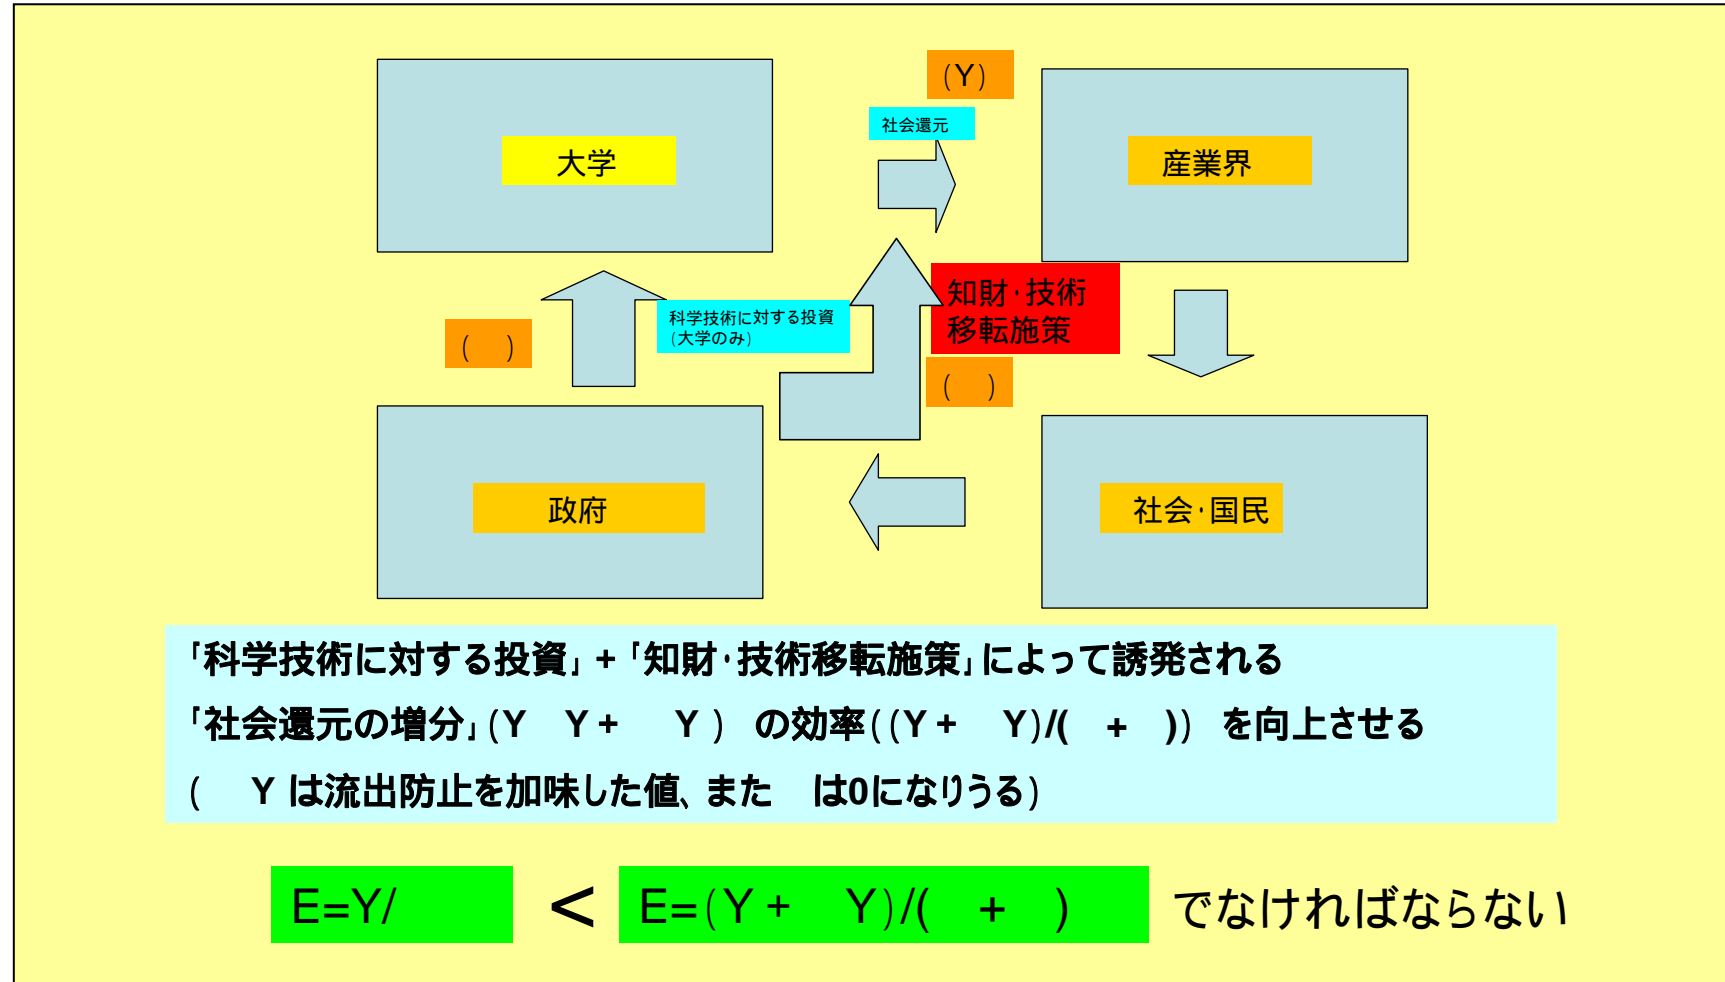 (Y)
社会還元
大学
産業界
知財・技術
移転施策
科学技術に対する投資
(大学のみ)
(　)
(　)
政府
社会・国民
「科学技術に対する投資」+「知財・技術移転施策」によって誘発される
「社会還元の増分」(Y　Y+　Y) の効率((Y+　Y)/(　+　)) を向上させる
(　Y は流出防止を加味した値、また　は0になりうる)
E=Y/　< E=(Y+　Y)/(　+　) でなければならない